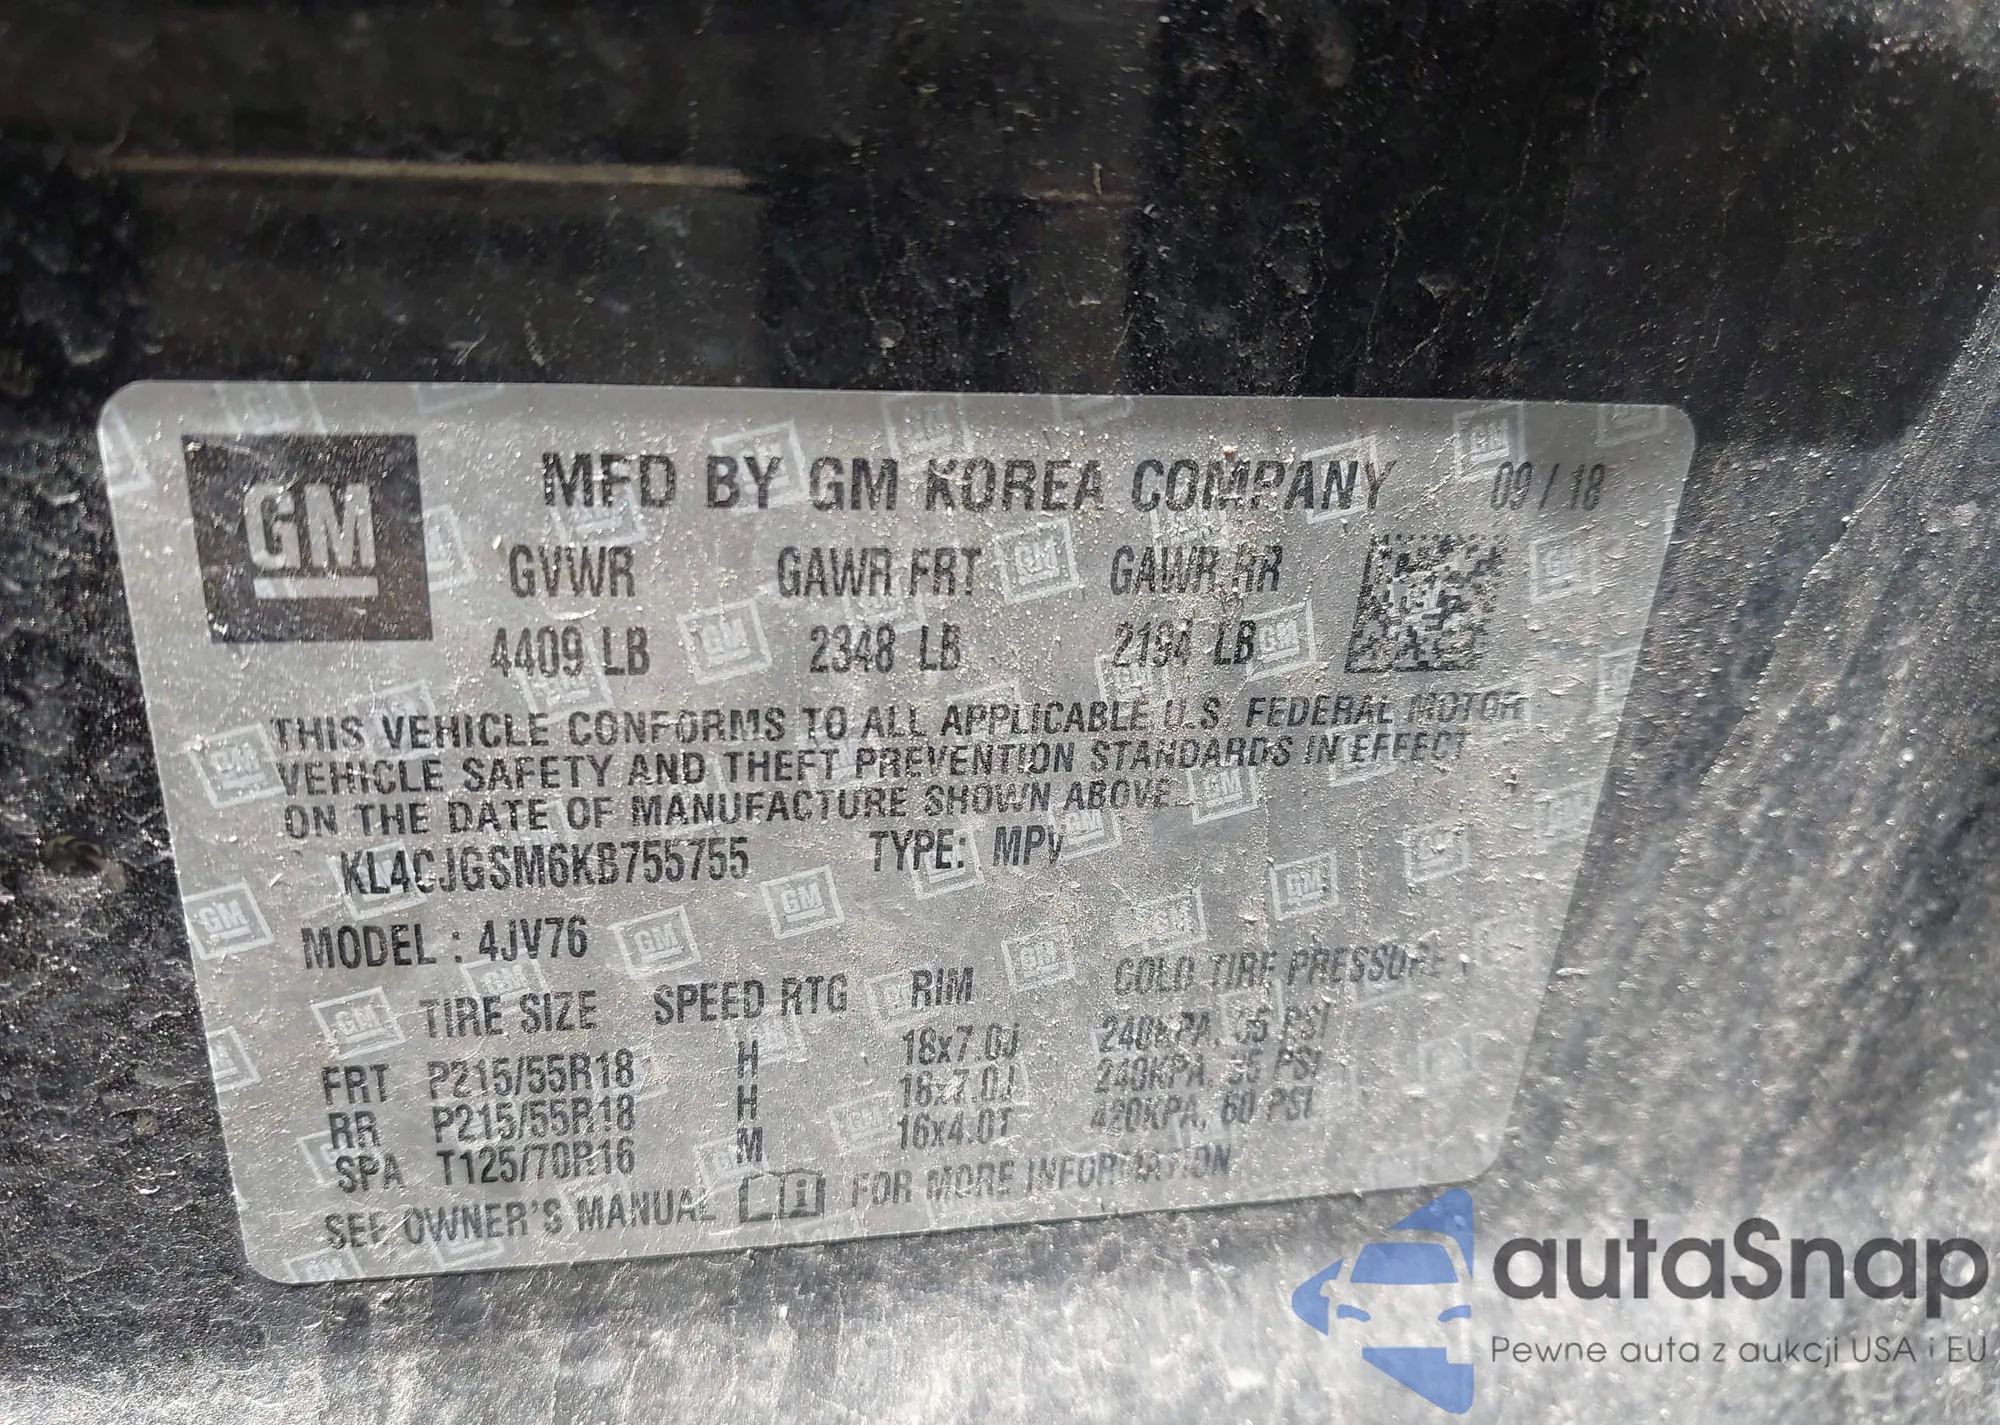 GM
MFD BY GM KOREA COMPANY 09 / 18
GVWR GAWR FRT GAWR RR
4409 LB 2348 LB 2194 LB
THIS VEHICLE CONFORMS TO ALL APPLICABLE U.S. FEDERAL MOTOR
VEHICLE SAFETY AND THEFT PREVENTION STANDARDS IN EFFECT
ON THE DATE OF MANUFACTURE SHOWN ABOVE.
KL4CJGSM6KB755755 TYPE: MPV
MODEL : 4JV76
TIRE SIZE SPEED RTG RIM COLD TIRE PRESSURE
FRT P215/55R18 H 18x7.0J 240KPA, 35 PSI
RR P215/55R18 H 18x7.0J 240KPA, 35 PSI
SPA T125/70R16 M 16x4.0T 420KPA, 60 PSI
SEE OWNER'S MANUAL FOR MORE INFORMATION
autaSnap
Pewne auta z aukcji USA i EU